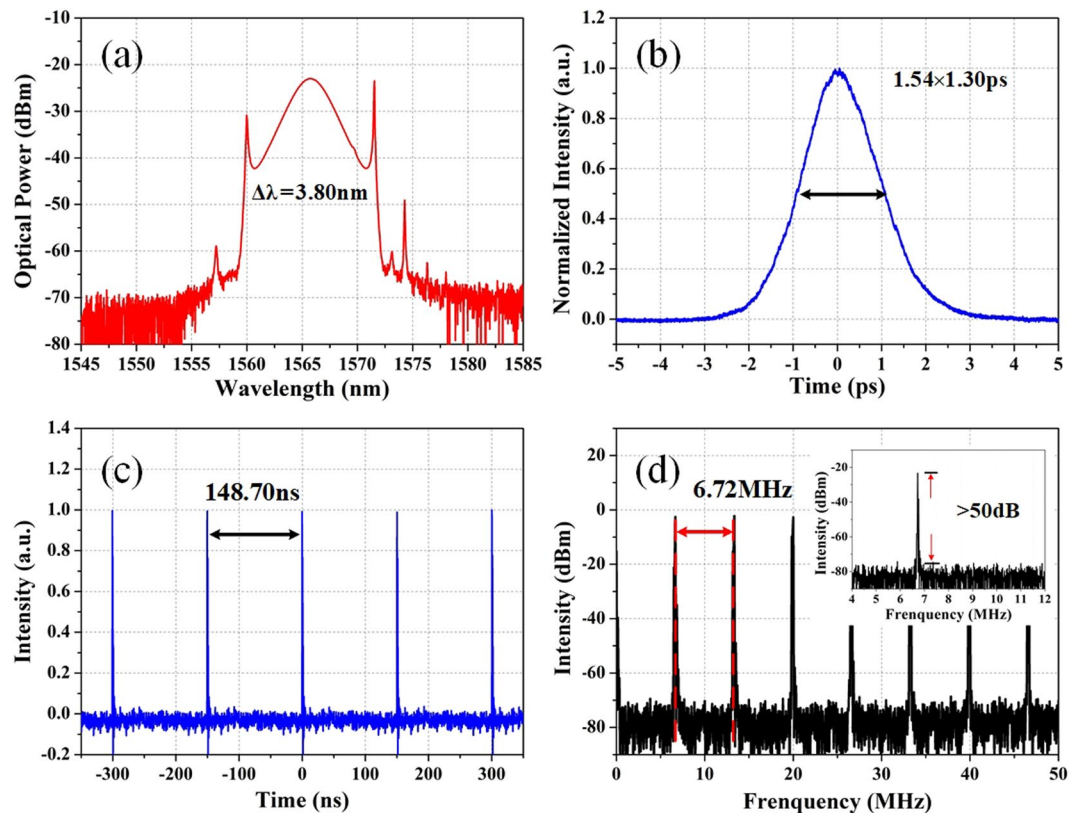 (a)
Optical Power (dBm)
-10
-20
-30
-40
-50
-60
-70
-80
Δλ=3.80nm
1545 1550 1555 1560 1565 1570 1575 1580 1585
Wavelength (nm)
(b)
Normalized Intensity (a.u.)
1.0
0.8
0.6
0.4
0.2
0.0
1.54×1.30ps
-5 -4 -3 -2 -1 0 1 2 3 4 5
Time (ps)
(c)
Intensity (a.u.)
1.4
1.2
1.0
0.8
0.6
0.4
0.2
0.0
-0.2
148.70ns
-300 -200 -100 0 100 200 300
Time (ns)
(d)
Intensity (dBm)
20
0
-20
-40
-60
-80
6.72MHz
0 10 20 30 40 50
Frenquency (MHz)
Intensity (dBm)
-20
-40
-60
-80
>50dB
4 5 6 7 8 9 10 11 12
Frenquency (MHz)